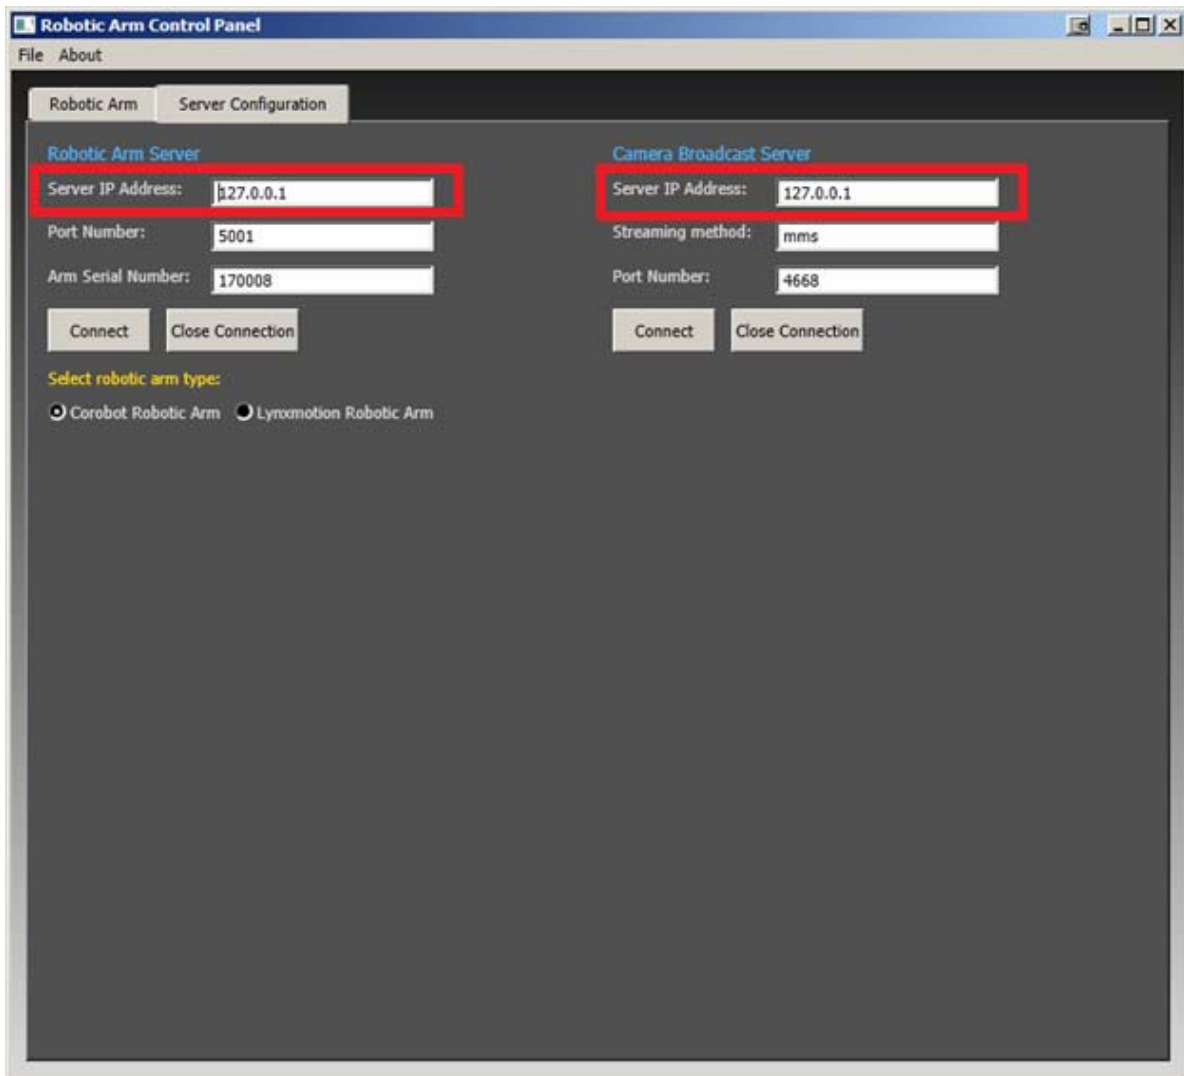 Robotic Arm Control Panel
File About
Robotic Arm Server Configuration
Robotic Arm Server
Server IP Address: 127.0.0.1
Port Number: 5001
Arm Serial Number: 170008
Connect Close Connection
Select robotic arm type:
Corobot Robotic Arm Lynxmotion Robotic Arm
Camera Broadcast Server
Server IP Address: 127.0.0.1
Streaming method: mms
Port Number: 4668
Connect Close Connection